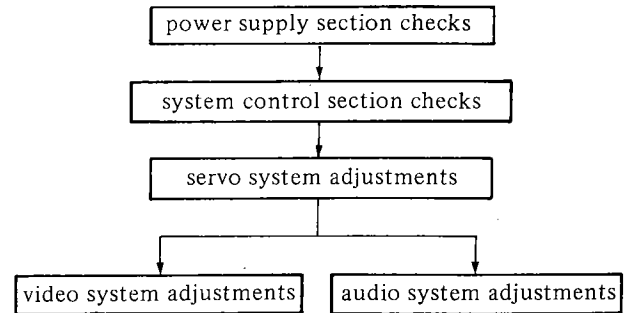 power supply section checks
system control section checks
servo system adjustments
video system adjustments
audio system adjustments